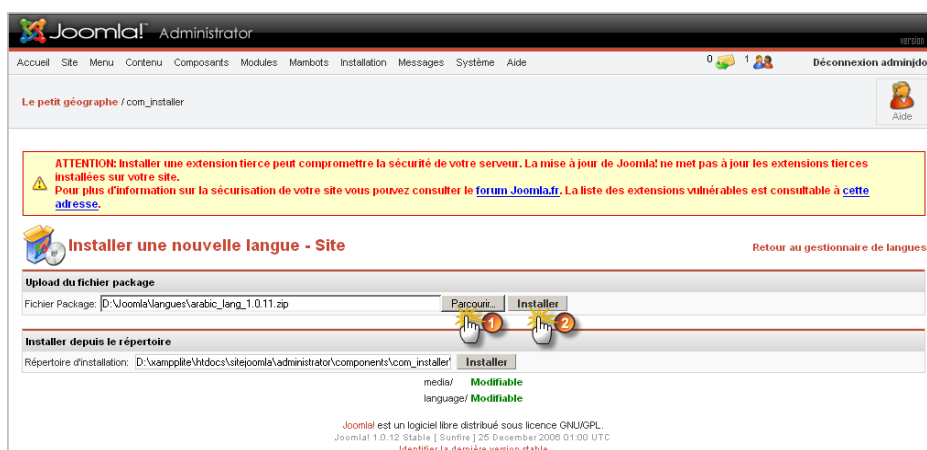 Joomla! Administrator
version
Accueil Site Menu Contenu Composants Modules Mambots Installation Messages Système Aide 0 1 Déconnexion adminjdo
Le petit géographe / com_installer
Aide
ATTENTION: Installer une extension tierce peut compromettre la sécurité de votre serveur. La mise à jour de Joomla! ne met pas à jour les extensions tierces
installées sur votre site.
Pour plus d'information sur la sécurisation de votre site vous pouvez consulter le forum Joomla.fr. La liste des extensions vulnérables est consultable à cette
adresse.
Installer une nouvelle langue - Site
Retour au gestionnaire de langues
Upload du fichier package
Fichier Package: D:\Joomla\langues\arabic_lang_1.0.11.zip Parcourir... Installer
1 2
Installer depuis le répertoire
Répertoire d'installation: D:\xampplite\htdocs\sitejoomla\administrator\components\com_installer\ Installer
media/ Modifiable
language/ Modifiable
Joomla! est un logiciel libre distribué sous licence GNU/GPL.
Joomla! 1.0.12 Stable [ Sunfire ] 25 December 2006 01:00 UTC
Identifier la dernière version stable